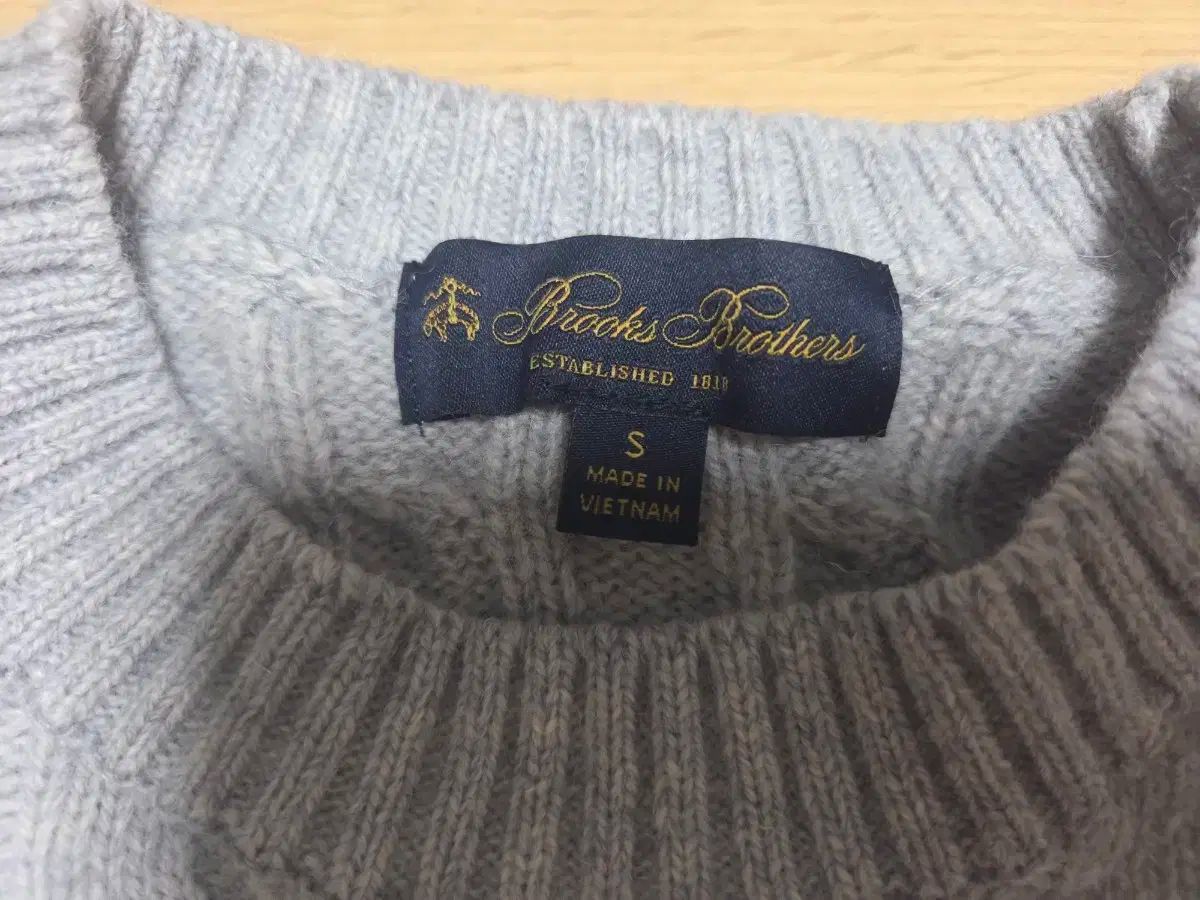 Brooks Brothers
ESTABLISHED 1818
S
MADE IN
VIETNAM